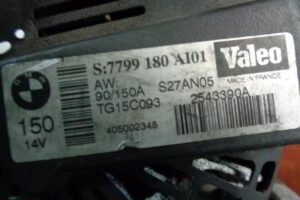 S:7799 180 AI01
Valeo
AW-
90/150A S27AN05 MADE IN FRANCE
TG15C093 2543390A
150
14V
405002348